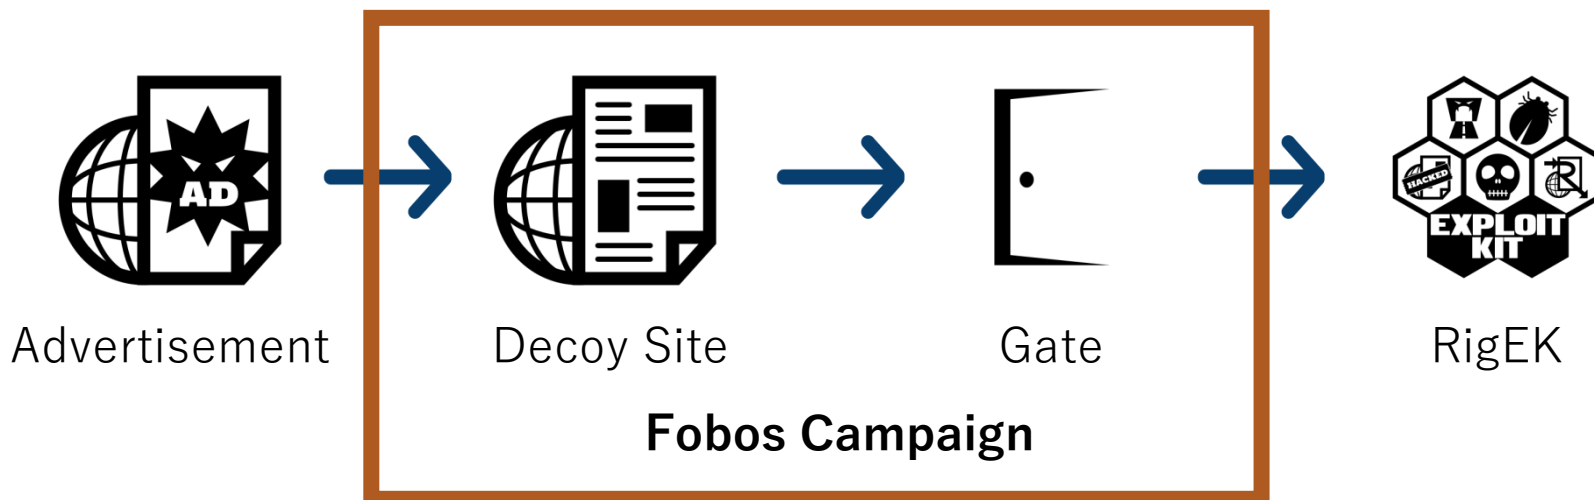 AD
HACKED
R
EXPLOIT
KIT
Advertisement
Decoy Site
Gate
RigEK
Fobos Campaign